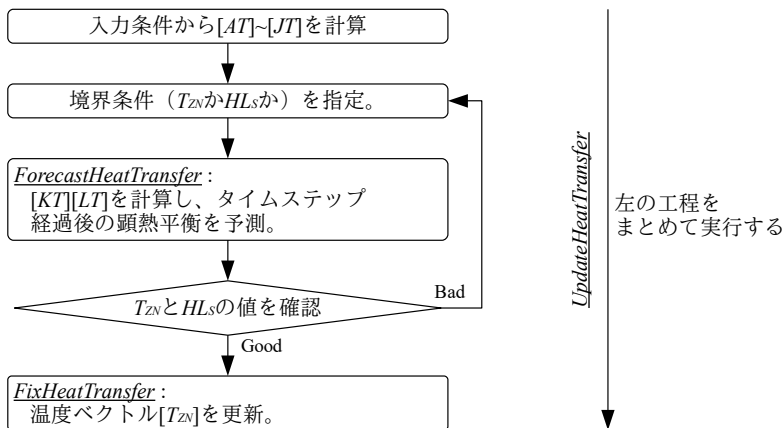 入力条件から[AT]~[JT]を計算
境界条件（TZNかHLSか）を指定。
ForecastHeatTransfer :
[KT][LT]を計算し、タイムステップ
経過後の顕熱平衡を予測。
TZNとHLSの値を確認
Bad
Good
FixHeatTransfer :
温度ベクトル[TZN]を更新。
UpdateHeatTransfer
左の工程を
まとめて実行する